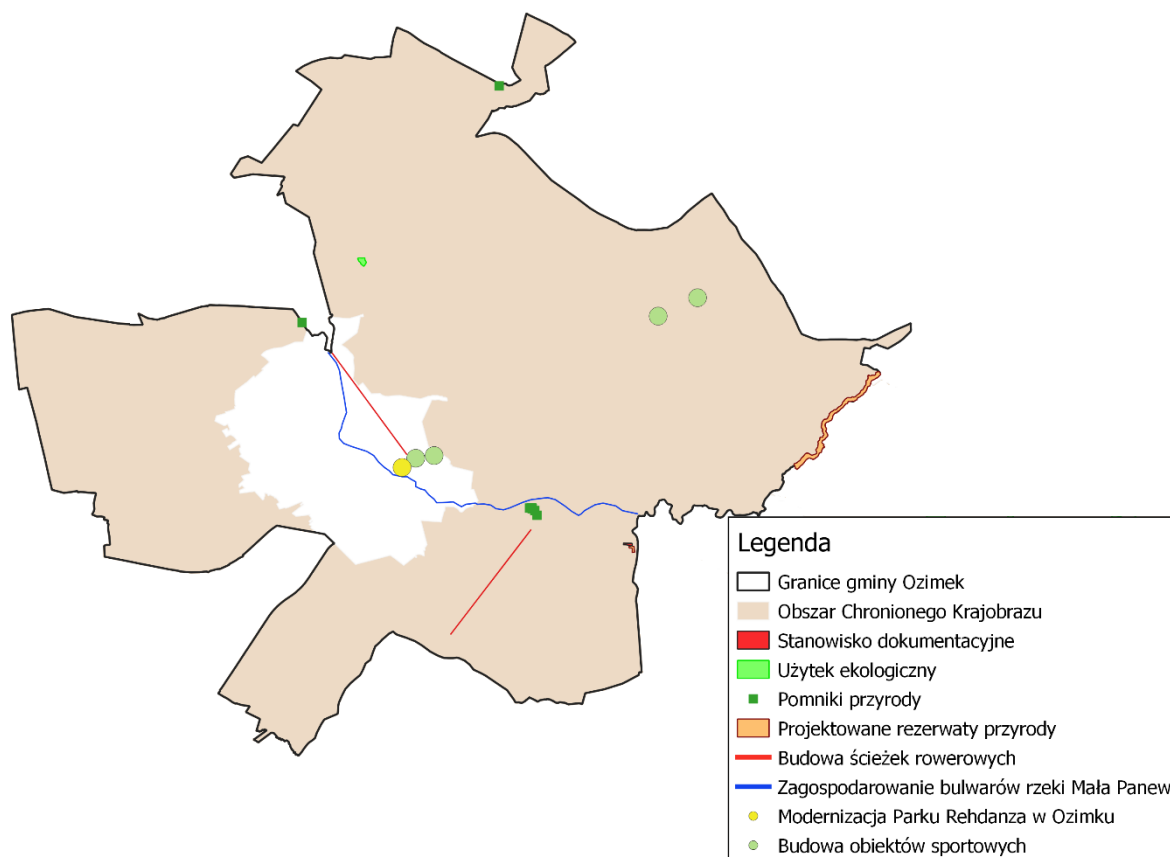 Legenda
Granice gminy Ozimek
Obszar Chronionego Krajobrazu
Stanowisko dokumentacyjne
Użytek ekologiczny
Pomniki przyrody
Projektowane rezerwaty przyrody
Budowa ścieżek rowerowych
Zagospodarowanie bulwarów rzeki Mała Panew
Modernizacja Parku Rehdanza w Ozimku
Budowa obiektów sportowych